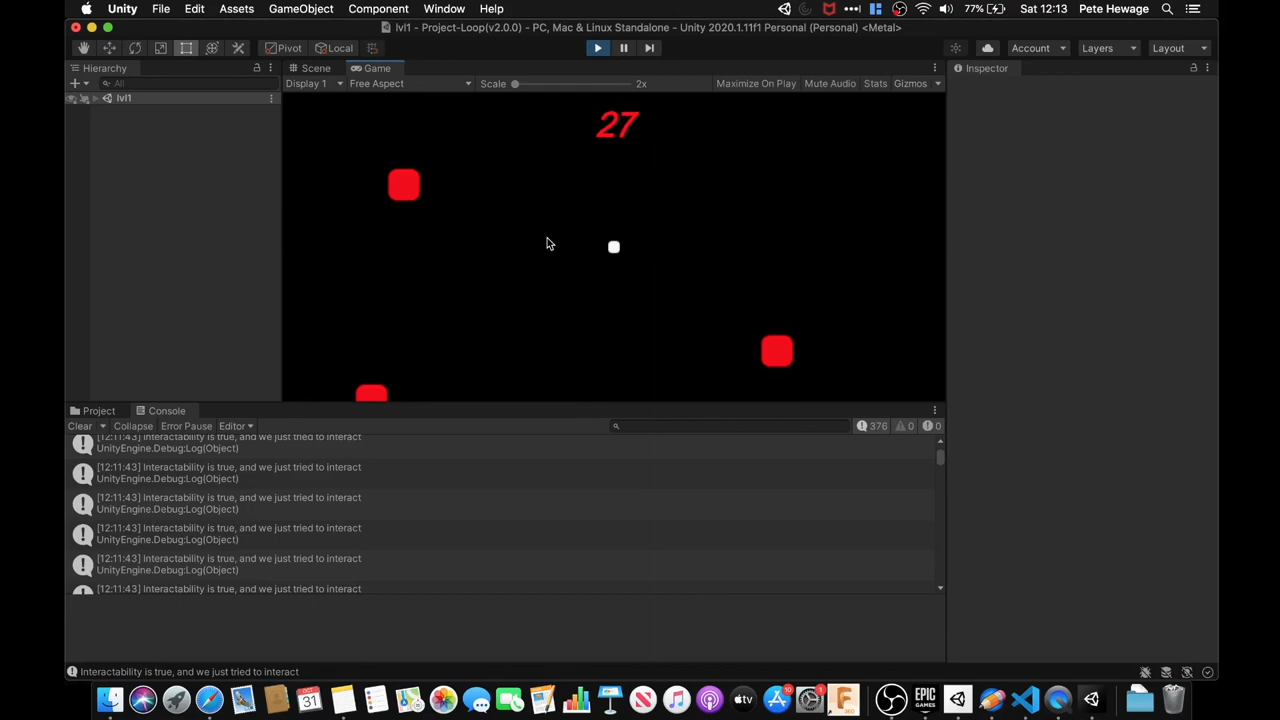 Unity File Edit Assets GameObject Component Window Help 77% Sat 12:13 Pete Hewage
lvl1 - Project-Loop(v2.0.0) - PC, Mac & Linux Standalone - Unity 2020.1.11f1 Personal (Personal) <Metal>
Pivot Local Account Layers Layout
Hierarchy Scene Game Inspector
All Display 1 Free Aspect Scale 2x Maximize On Play Mute Audio Stats Gizmos
lvl1
27
Project Console
Clear Collapse Error Pause Editor 376 0 0
[12:11:43] Interactability is true, and we just tried to interact
UnityEngine.Debug:Log(Object)
[12:11:43] Interactability is true, and we just tried to interact
UnityEngine.Debug:Log(Object)
[12:11:43] Interactability is true, and we just tried to interact
UnityEngine.Debug:Log(Object)
[12:11:43] Interactability is true, and we just tried to interact
UnityEngine.Debug:Log(Object)
[12:11:43] Interactability is true, and we just tried to interact
UnityEngine.Debug:Log(Object)
[12:11:43] Interactability is true, and we just tried to interact
Interactability is true, and we just tried to interact
31 tv 10 1 F 360 EPIC GAMES